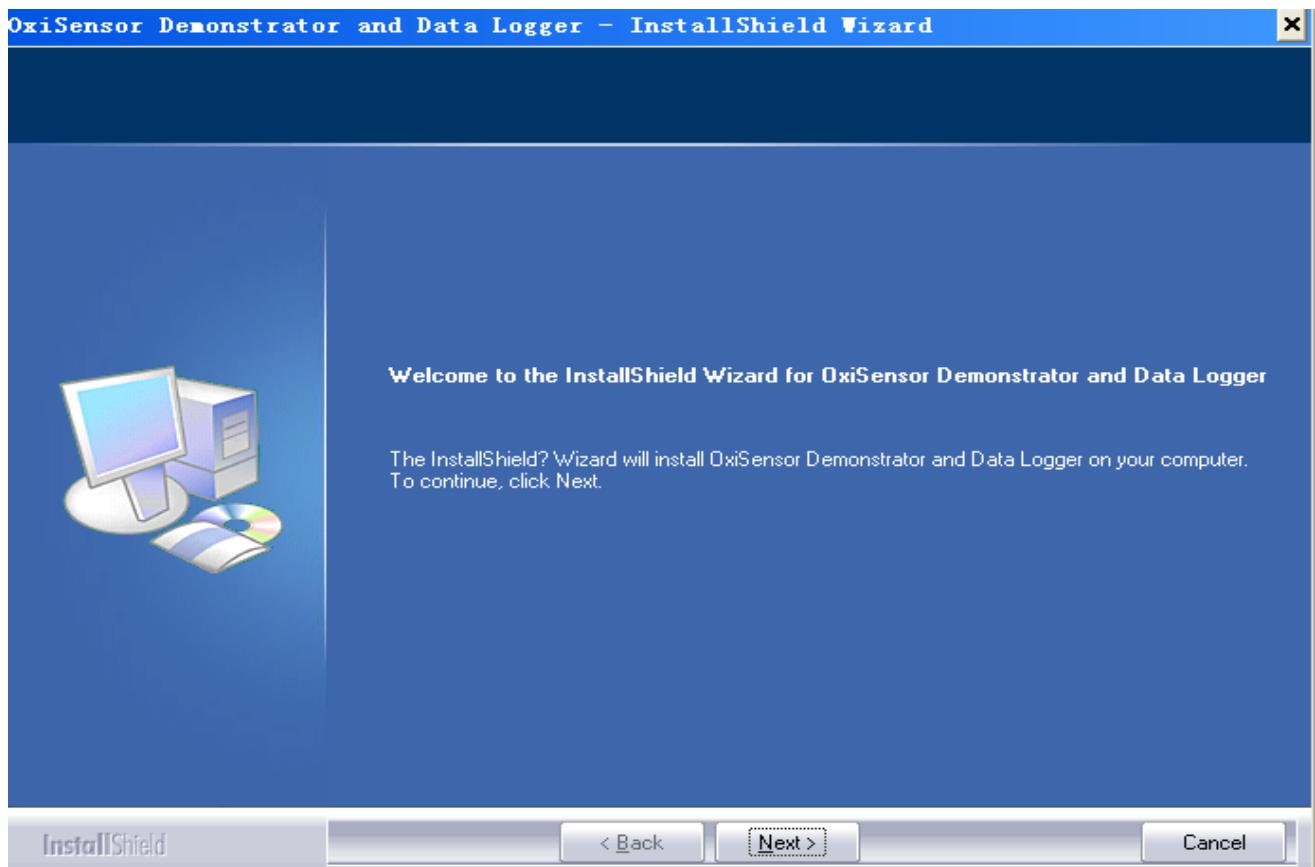 OxiSensor Demonstrator and Data Logger - InstallShield Wizard
Welcome to the InstallShield Wizard for OxiSensor Demonstrator and Data Logger
The InstallShield? Wizard will install OxiSensor Demonstrator and Data Logger on your computer.
To continue, click Next.
InstallShield
< Back
Next >
Cancel